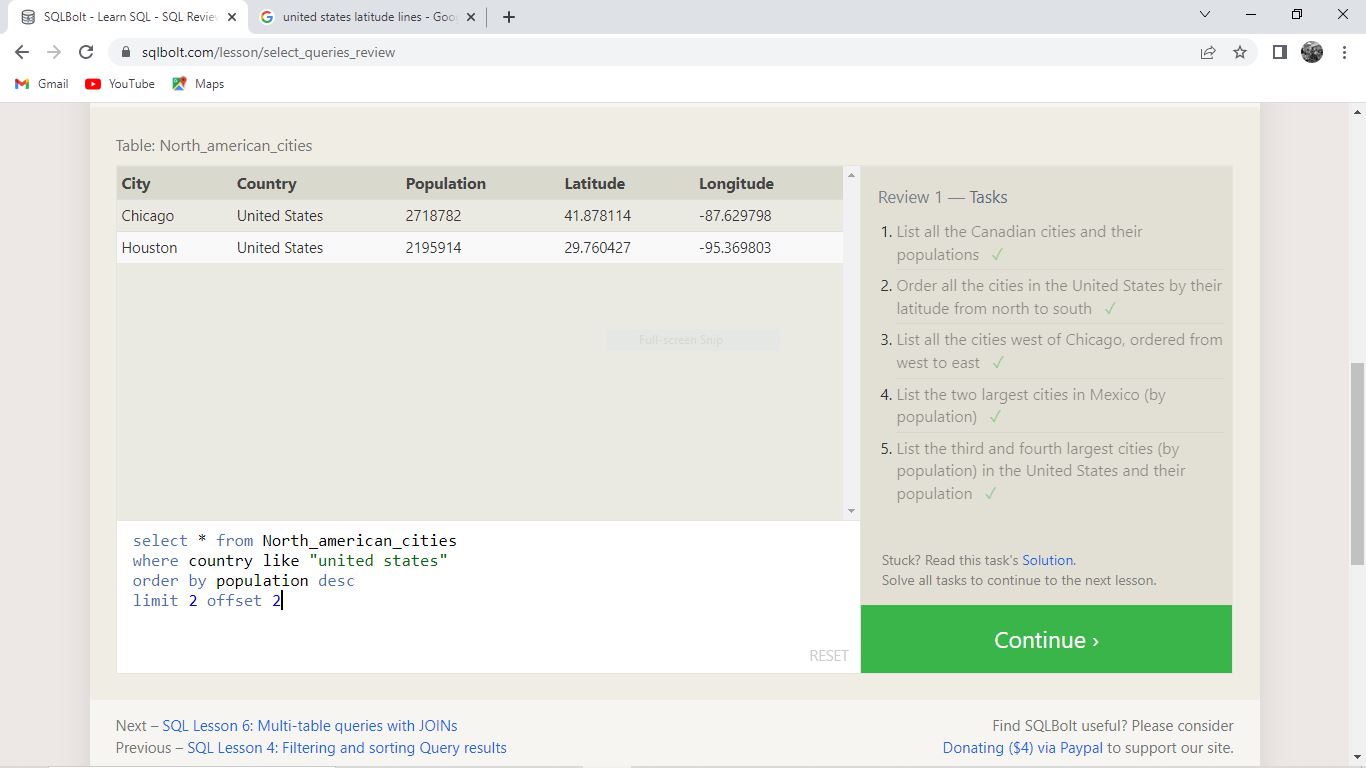 SQLBolt - Learn SQL - SQL Review
united states latitude lines - Goo
sqlbolt.com/lesson/select_queries_review
Gmail YouTube Maps
Table: North_american_cities
City Country Population Latitude Longitude
Chicago United States 2718782 41.878114 -87.629798
Houston United States 2195914 29.760427 -95.369803
Full-screen Snip
select * from North_american_cities
where country like "united states"
order by population desc
limit 2 offset 2
RESET
Review 1 — Tasks
1. List all the Canadian cities and their
populations ✓
2. Order all the cities in the United States by their
latitude from north to south ✓
3. List all the cities west of Chicago, ordered from
west to east ✓
4. List the two largest cities in Mexico (by
population) ✓
5. List the third and fourth largest cities (by
population) in the United States and their
population ✓
Stuck? Read this task's Solution.
Solve all tasks to continue to the next lesson.
Continue ›
Next – SQL Lesson 6: Multi-table queries with JOINs
Previous – SQL Lesson 4: Filtering and sorting Query results
Find SQLBolt useful? Please consider
Donating ($4) via Paypal to support our site.